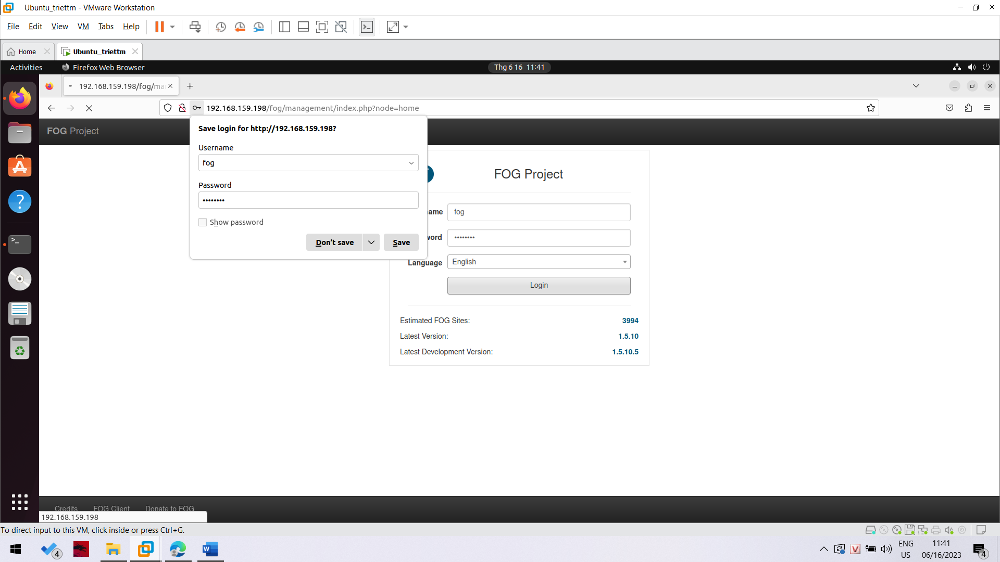 Ubuntu_triettm - VMware Workstation
File Edit View VM Tabs Help
Home
Ubuntu_triettm
Activities
Firefox Web Browser
Thg 6 16 11:41
192.168.159.198/fog/ma
192.168.159.198/fog/management/index.php?node=home
FOG Project
Save login for http://192.168.159.198?
Username
fog
Password
••••••••
Show password
Don't save
Save
FOG Project
ame
fog
word
••••••••
Language
English
Login
Estimated FOG Sites: 3994
Latest Version: 1.5.10
Latest Development Version: 1.5.10.5
Credits FOG Client Donate to FOG
192.168.159.198
To direct input to this VM, click inside or press Ctrl+G.
4
ENG
US
11:41
06/16/2023
4